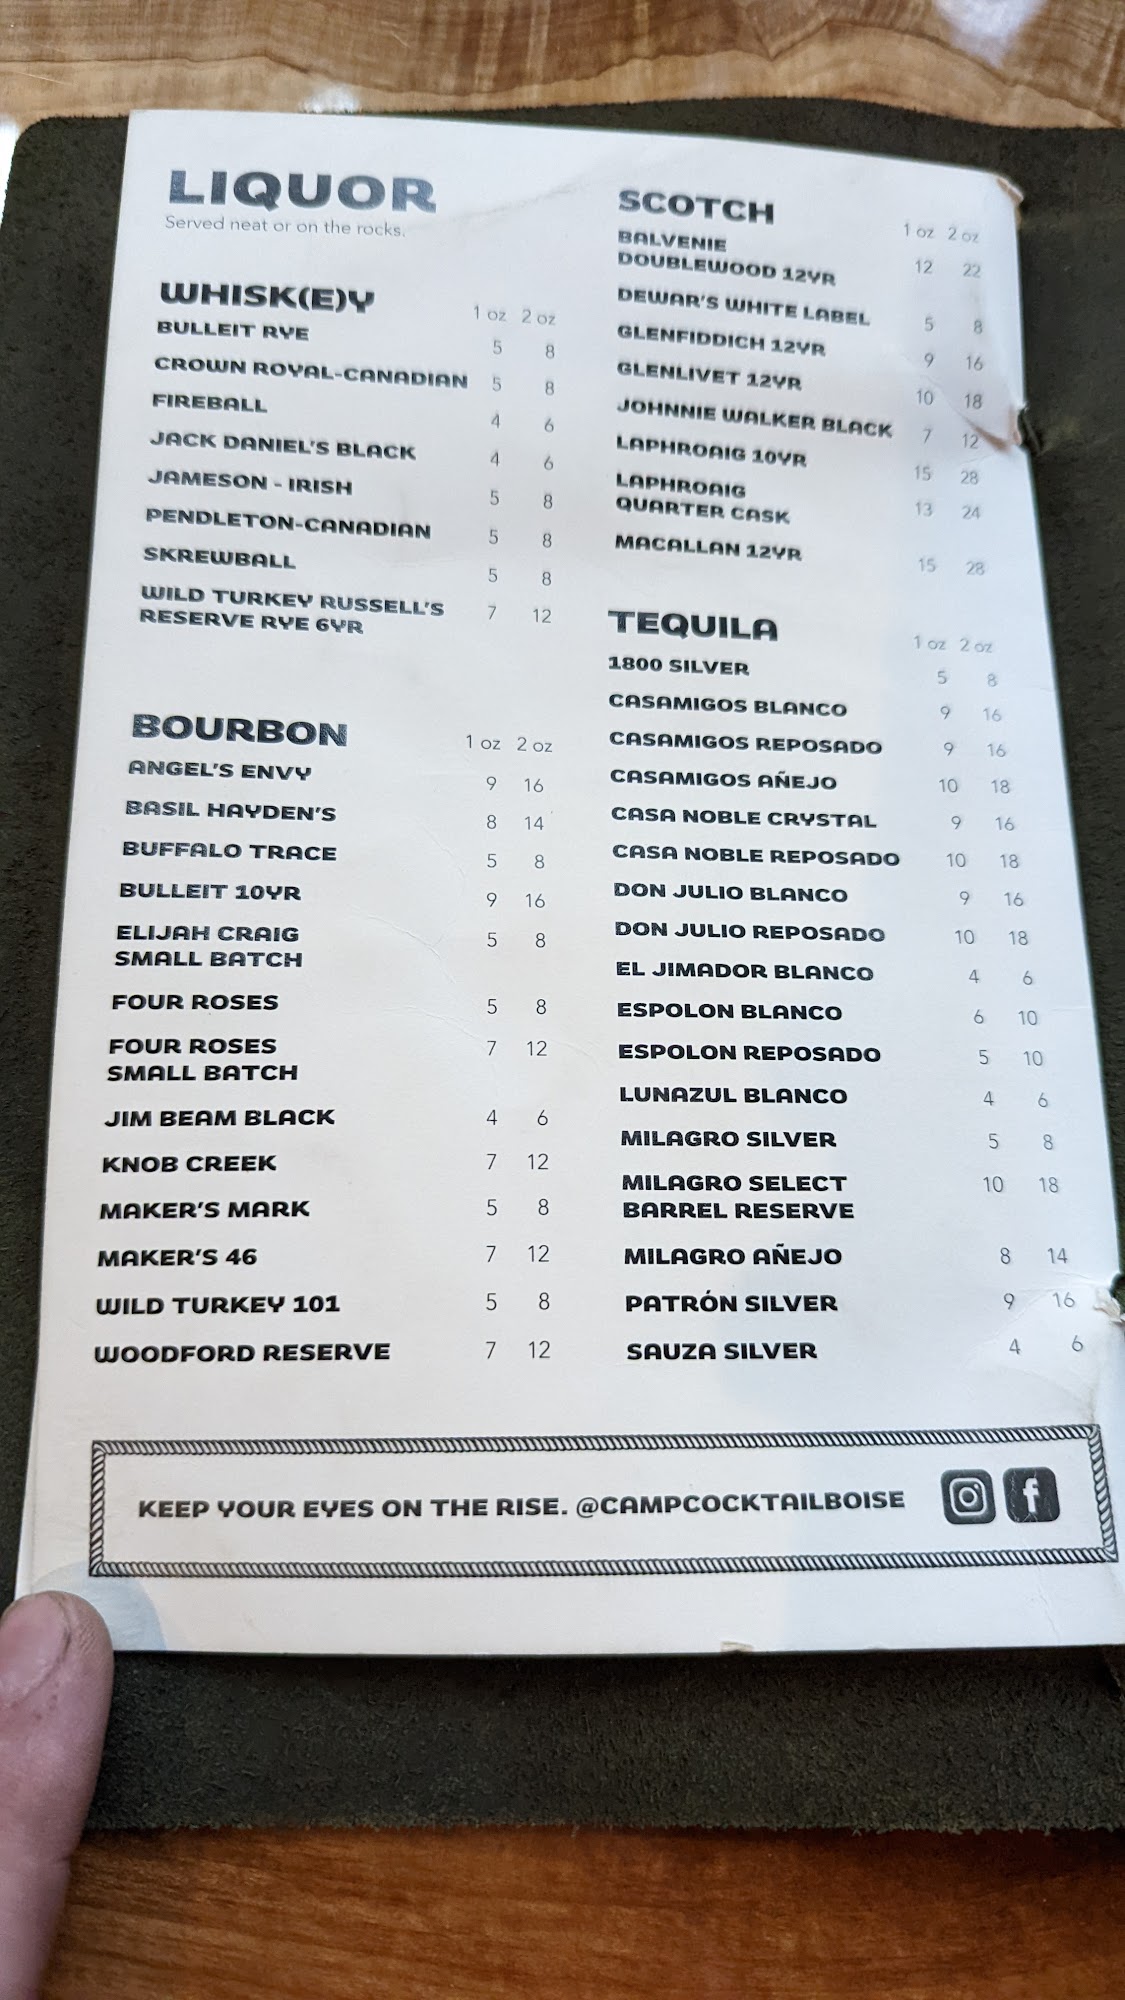 LIQUOR
Served neat or on the rocks.
WHISK(E)Y 1 oz 2 oz
BULLEIT RYE 5 8
CROWN ROYAL-CANADIAN 5 8
FIREBALL 4 6
JACK DANIEL'S BLACK 4 6
JAMESON - IRISH 5 8
PENDLETON-CANADIAN 5 8
SKREWBALL 5 8
WILD TURKEY RUSSELL'S 7 12
RESERVE RYE 6YR
BOURBON 1 oz 2 oz
ANGEL'S ENVY 9 16
BASIL HAYDEN'S 8 14
BUFFALO TRACE 5 8
BULLEIT 10YR 9 16
ELIJAH CRAIG 5 8
SMALL BATCH
FOUR ROSES 5 8
FOUR ROSES 7 12
SMALL BATCH
JIM BEAM BLACK 4 6
KNOB CREEK 7 12
MAKER'S MARK 5 8
MAKER'S 46 7 12
WILD TURKEY 101 5 8
WOODFORD RESERVE 7 12
SCOTCH 1 oz 2 oz
BALVENIE
DOUBLEWOOD 12YR 12 22
DEWAR'S WHITE LABEL 5 8
GLENFIDDICH 12YR 9 16
GLENLIVET 12YR 10 18
JOHNNIE WALKER BLACK 7 12
LAPHROAIG 10YR 15 28
LAPHROAIG 13 24
QUARTER CASK
MACALLAN 12YR 15 28
TEQUILA 1 oz 2 oz
1800 SILVER 5 8
CASAMIGOS BLANCO 9 16
CASAMIGOS REPOSADO 9 16
CASAMIGOS AÑEJO 10 18
CASA NOBLE CRYSTAL 9 16
CASA NOBLE REPOSADO 10 18
DON JULIO BLANCO 9 16
DON JULIO REPOSADO 10 18
EL JIMADOR BLANCO 4 6
ESPOLON BLANCO 6 10
ESPOLON REPOSADO 5 10
LUNAZUL BLANCO 4 6
MILAGRO SILVER 5 8
MILAGRO SELECT 10 18
BARREL RESERVE
MILAGRO AÑEJO 8 14
PATRÓN SILVER 9 16
SAUZA SILVER 4 6
KEEP YOUR EYES ON THE RISE. @CAMPCOCKTAILBOISE